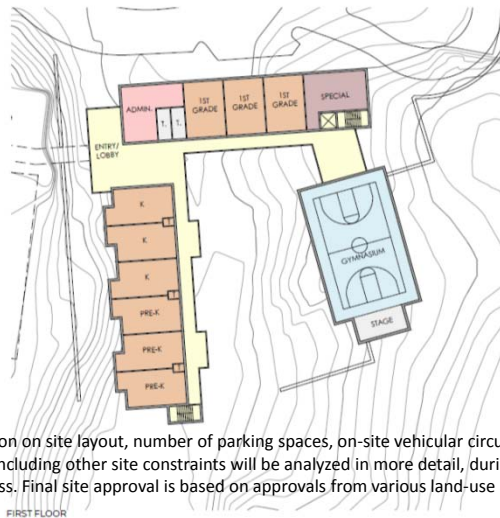 ADMIN.
T.
T.
1ST
GRADE
1ST
GRADE
1ST
GRADE
SPECIAL
ENTRY/
LOBBY
K
K
K
PRE-K
PRE-K
PRE-K
GYMNASIUM
STAGE
on on site layout, number of parking spaces, on-site vehicular circu
ncluding other site constraints will be analyzed in more detail, duri
ss. Final site approval is based on approvals from various land-use
FIRST FLOOR